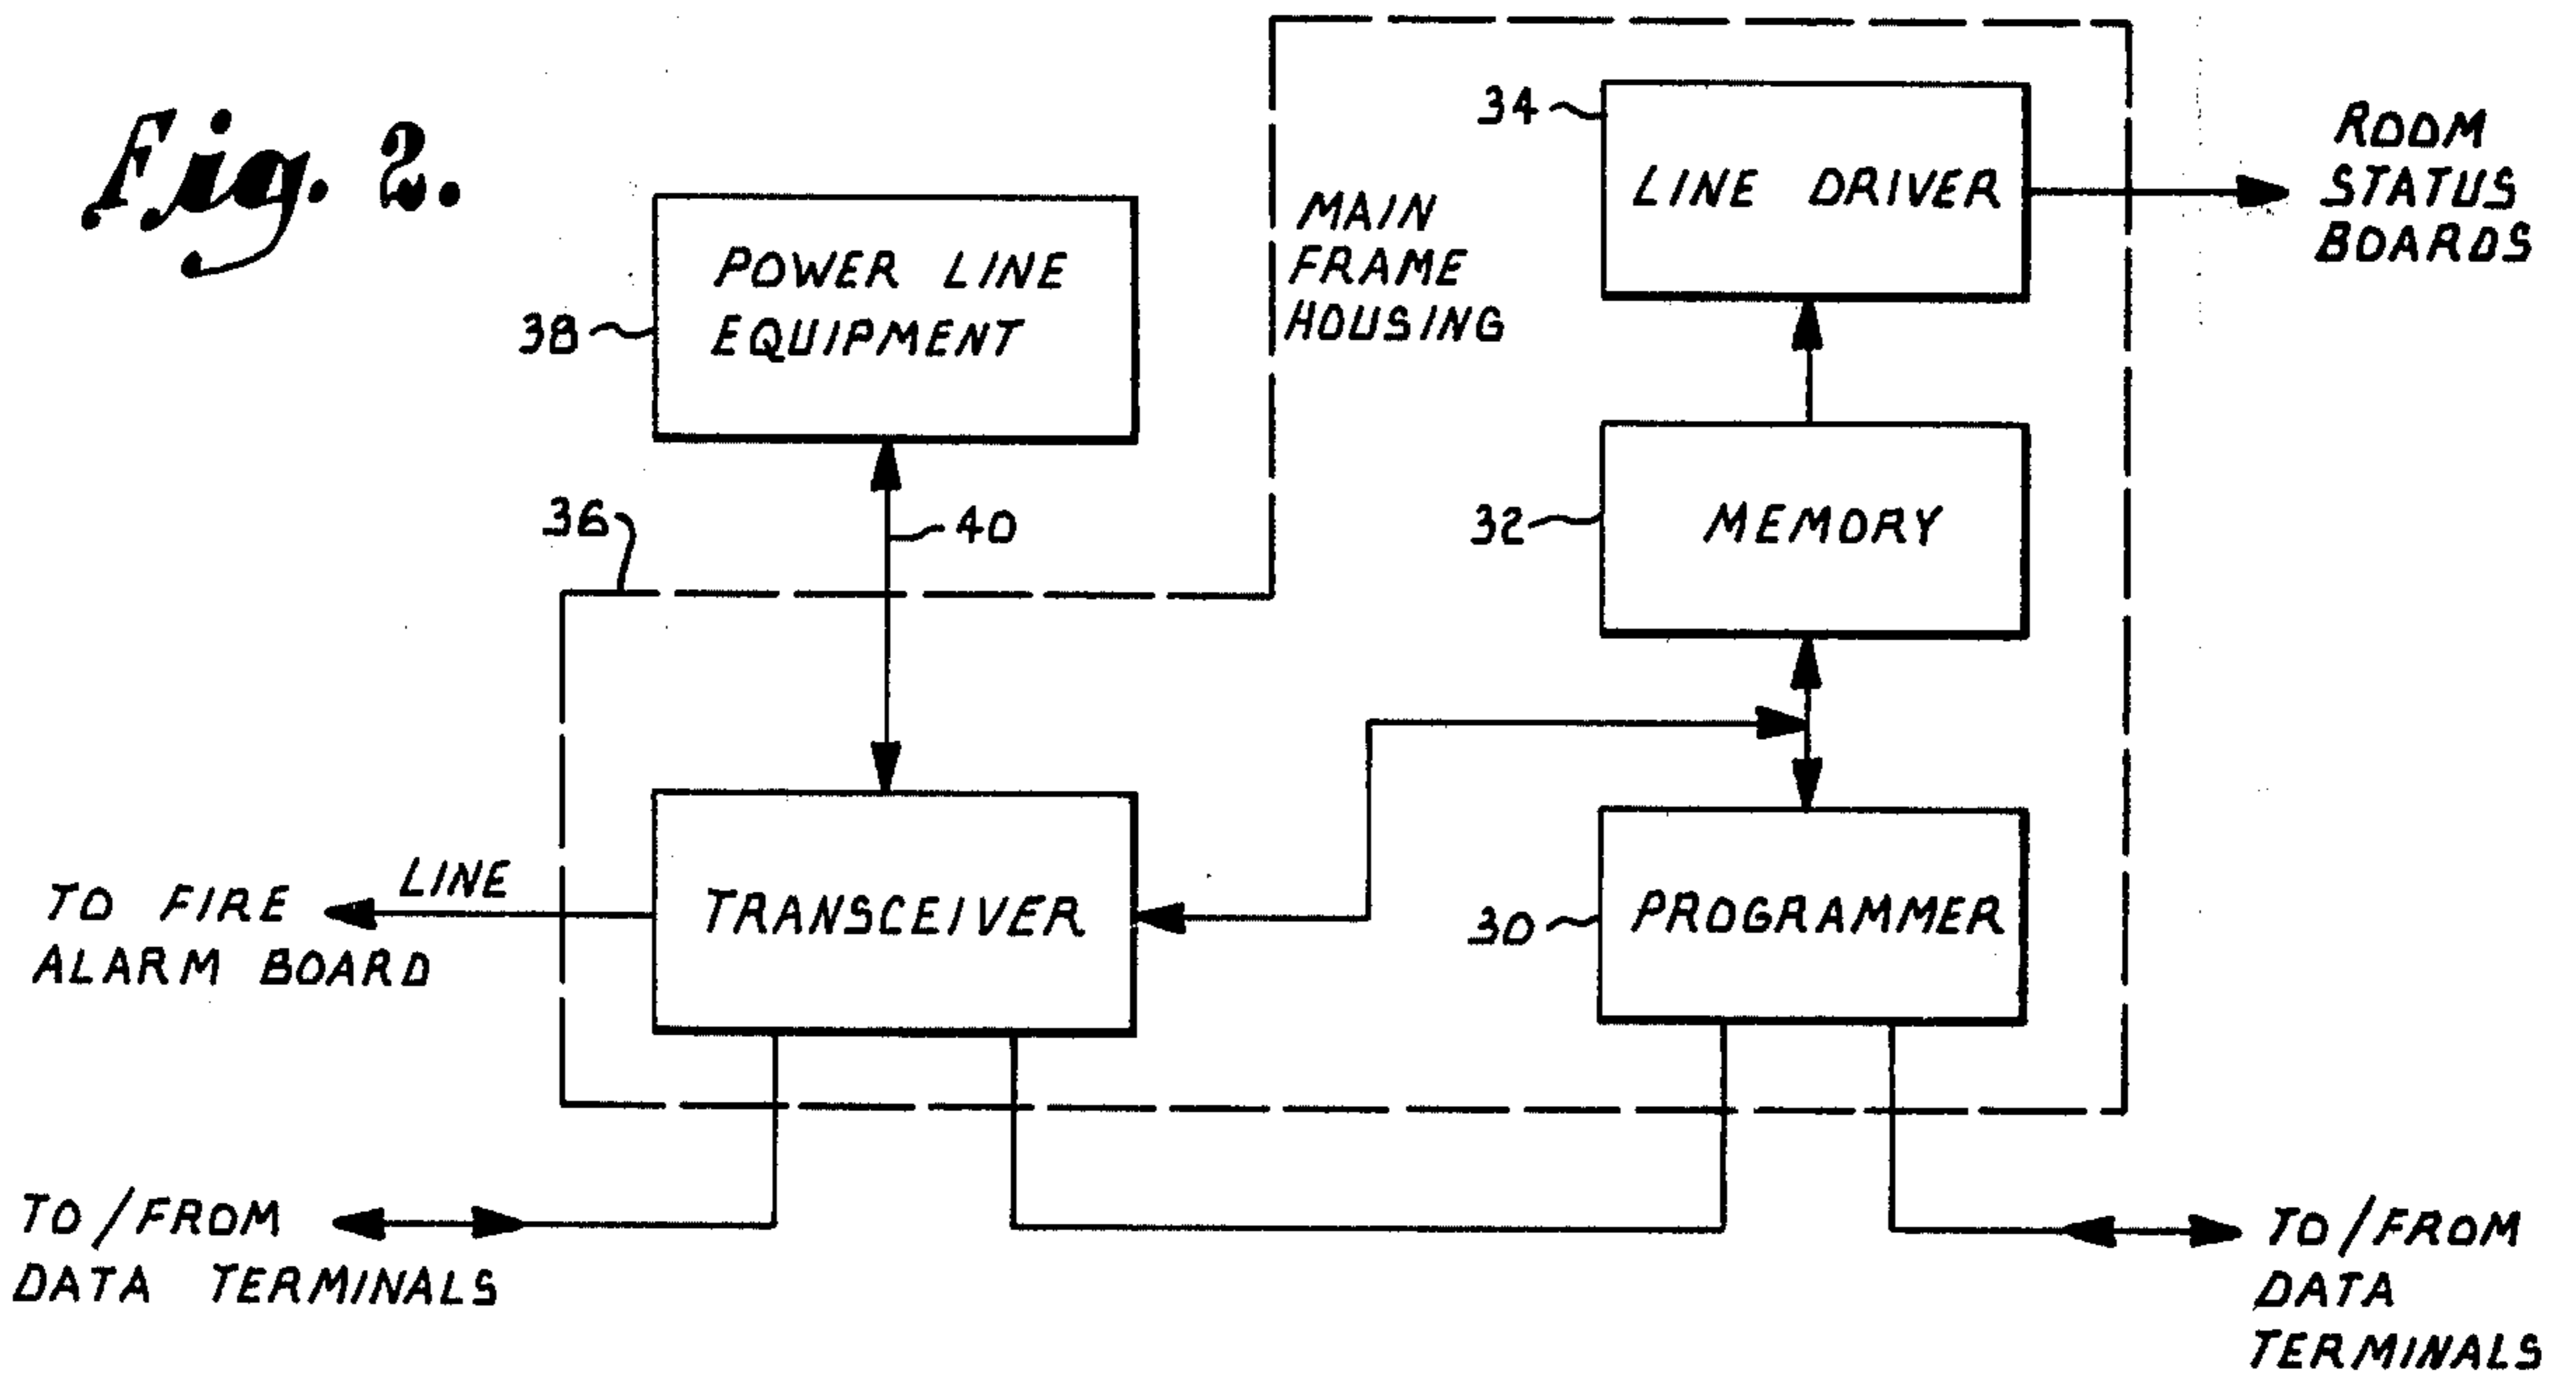 Fig. 2.
34
LINE DRIVER
ROOM
STATUS
BOARDS
MAIN
FRAME
HOUSING
POWER LINE
EQUIPMENT
38
36
40
32
MEMORY
TO FIRE
ALARM BOARD
LINE
TRANSCEIVER
30
PROGRAMMER
TO/FROM
DATA TERMINALS
TO/FROM
DATA
TERMINALS